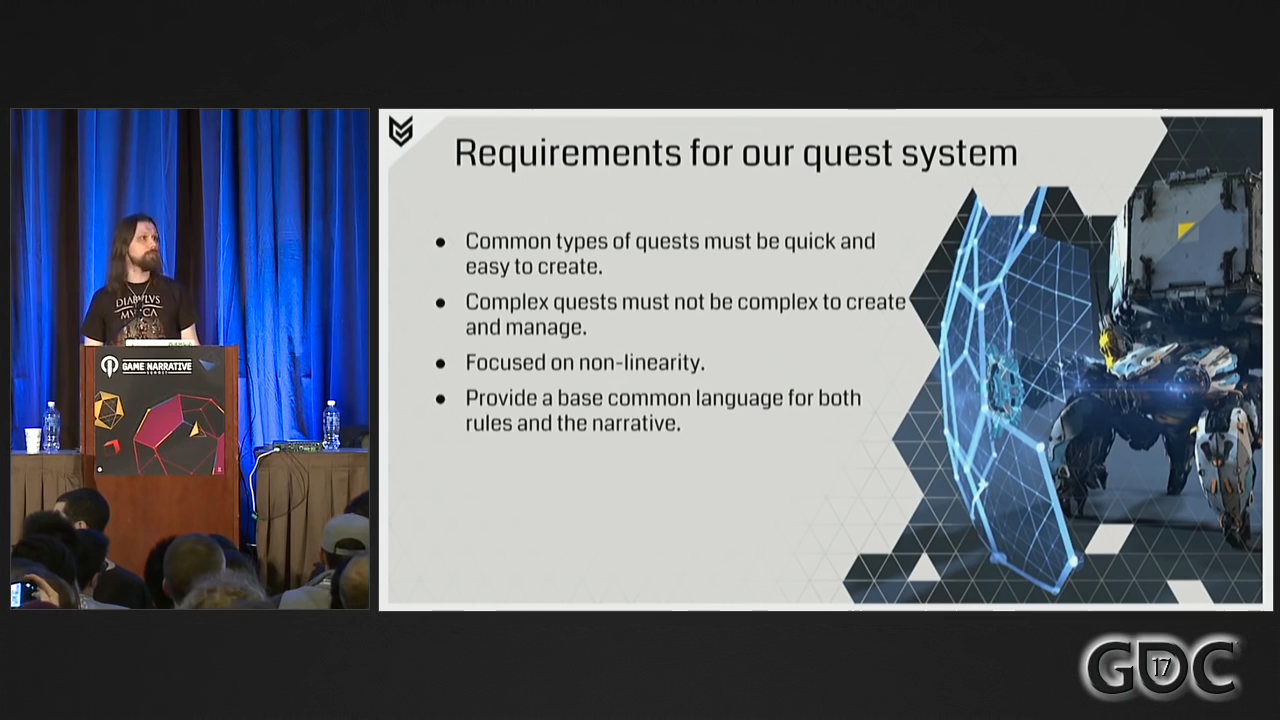 Requirements for our quest system
● Common types of quests must be quick and
easy to create.
● Complex quests must not be complex to create
and manage.
● Focused on non-linearity.
● Provide a base common language for both
rules and the narrative.
GAME NARRATIVE
SUMMIT
GDC
17